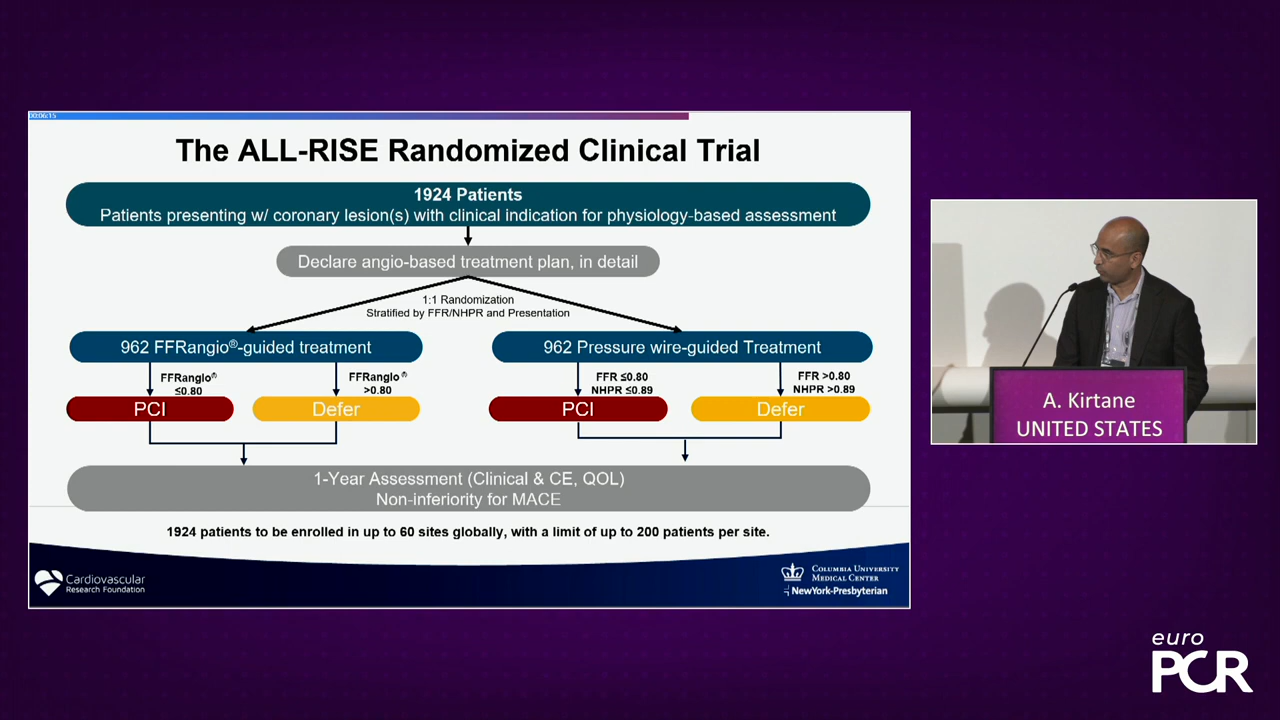 00:06:15
The ALL-RISE Randomized Clinical Trial
1924 Patients
Patients presenting w/ coronary lesion(s) with clinical indication for physiology-based assessment
Declare angio-based treatment plan, in detail
1:1 Randomization
Stratified by FFR/NHPR and Presentation
962 FFRangio®-guided treatment
962 Pressure wire-guided Treatment
FFRangio®
≤0.80
FFRangio®
>0.80
FFR ≤0.80
NHPR ≤0.89
FFR >0.80
NHPR >0.89
PCI
Defer
PCI
Defer
1-Year Assessment (Clinical & CE, QOL)
Non-inferiority for MACE
1924 patients to be enrolled in up to 60 sites globally, with a limit of up to 200 patients per site.
Cardiovascular
Research Foundation
COLUMBIA UNIVERSITY
MEDICAL CENTER
NewYork-Presbyterian
A. Kirtane
UNITED STATES
euro
PCR